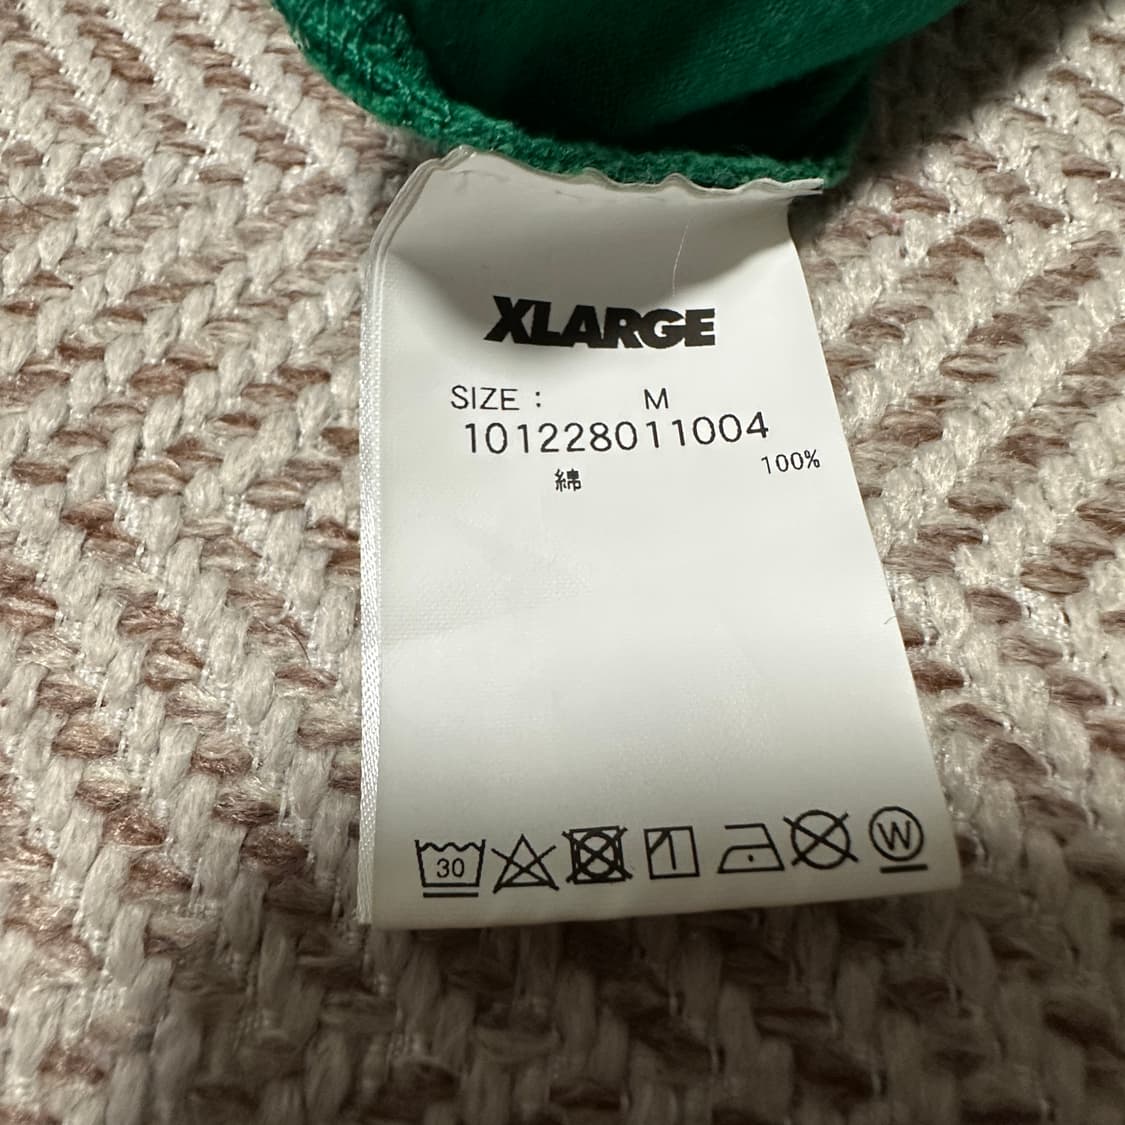 XLARGE
SIZE : M
101228011004
綿 100%
30
W